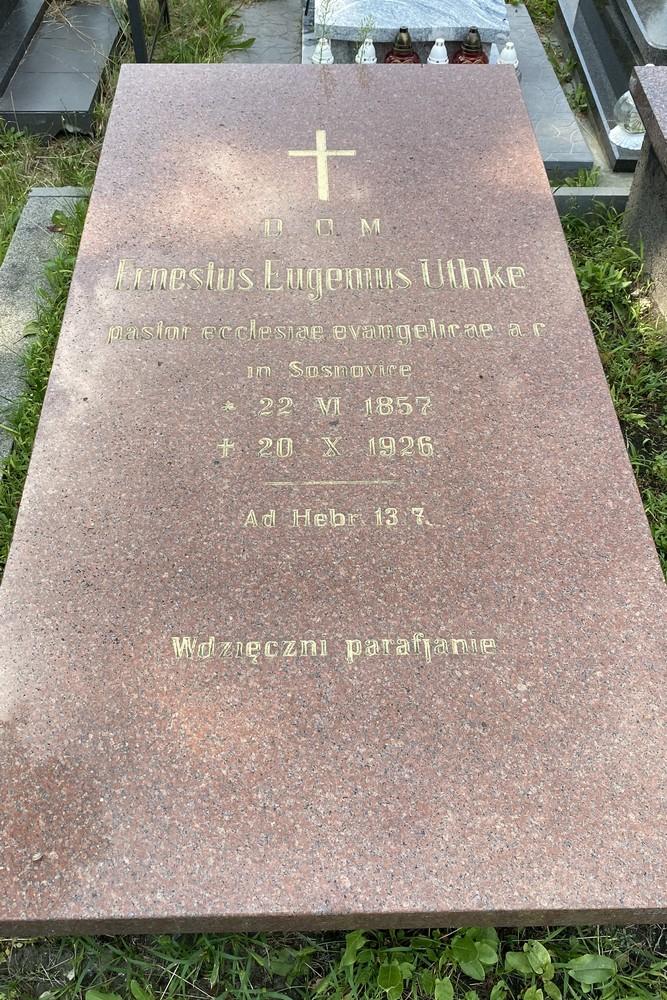 D O M
Ernestus Eugenius Uthke
pastor ecclesiae evangelicae a c
in Sosnovice
* 22 VI 1857
† 20 X 1926
Ad Hebr. 13 7.
Wdzięczni parafjanie